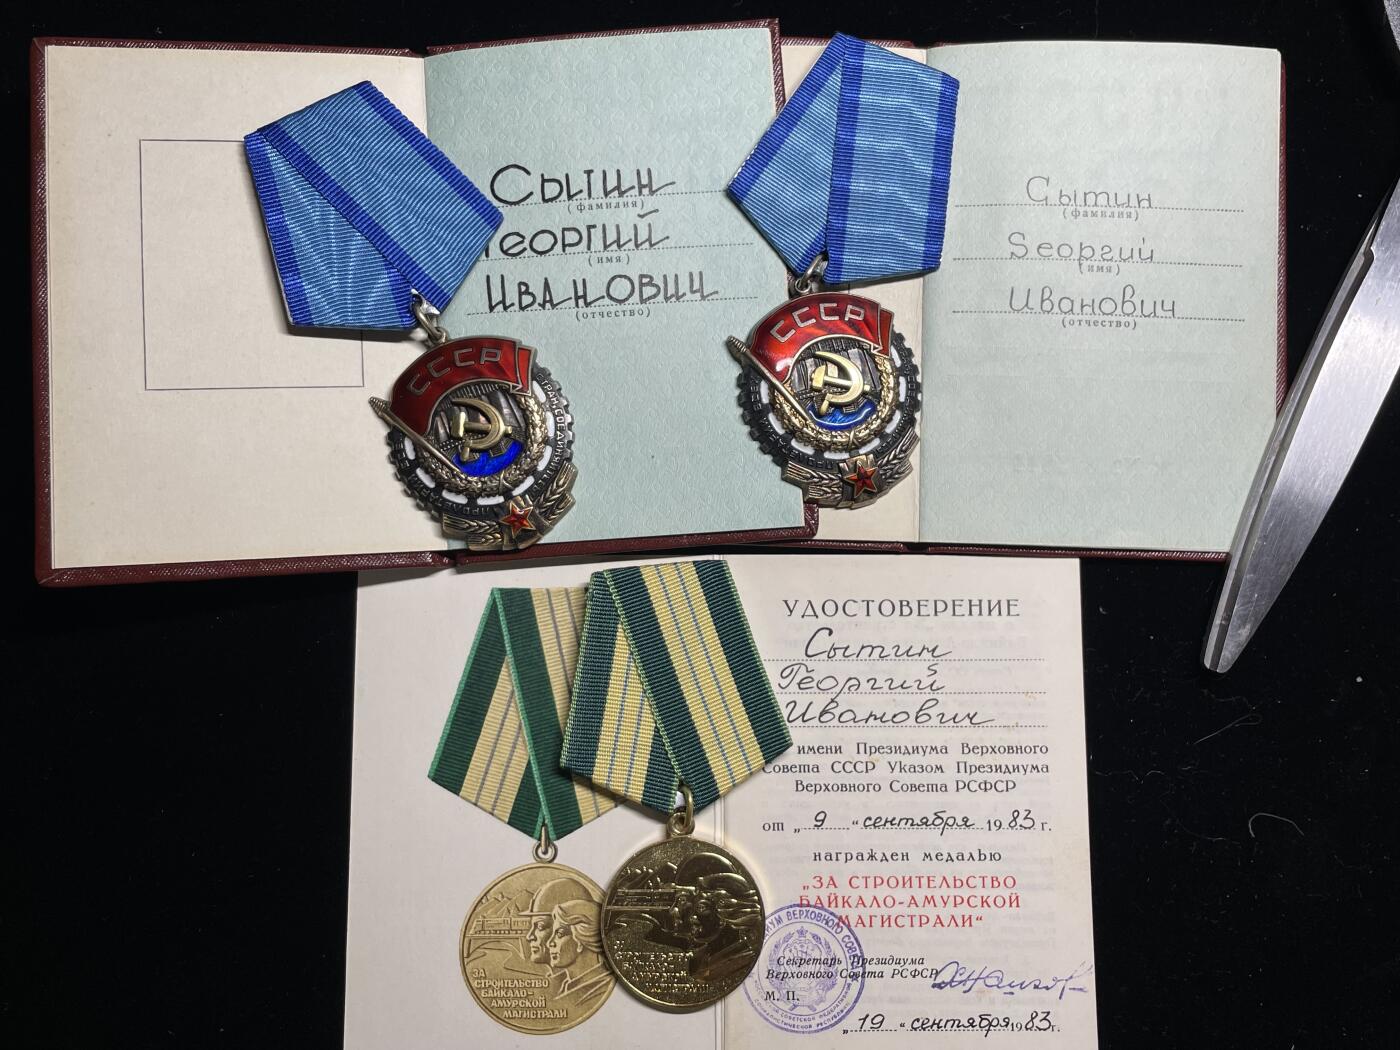 Сытин
(фамилия)
Георгий
(имя)
Иванович
(отчество)
Сытин
(фамилия)
Георгий
(имя)
Иванович
(отчество)
СССР
СССР
УДОСТОВЕРЕНИЕ
Сытин
Георгий
Иванович
имени Президиума Верховного
Совета СССР Указом Президиума
Верховного Совета РСФСР
от „ 9 “ сентября 1983 г.
награжден медалью
„ЗА СТРОИТЕЛЬСТВО
БАЙКАЛО-АМУРСКОЙ
МАГИСТРАЛИ“
Секретарь Президиума
Верховного Совета РСФСР
М. П.
„ 19 “ сентября 1983 г.
ЗА
СТРОИТЕЛЬСТВО
БАЙКАЛО-
АМУРСКОЙ
МАГИСТРАЛИ